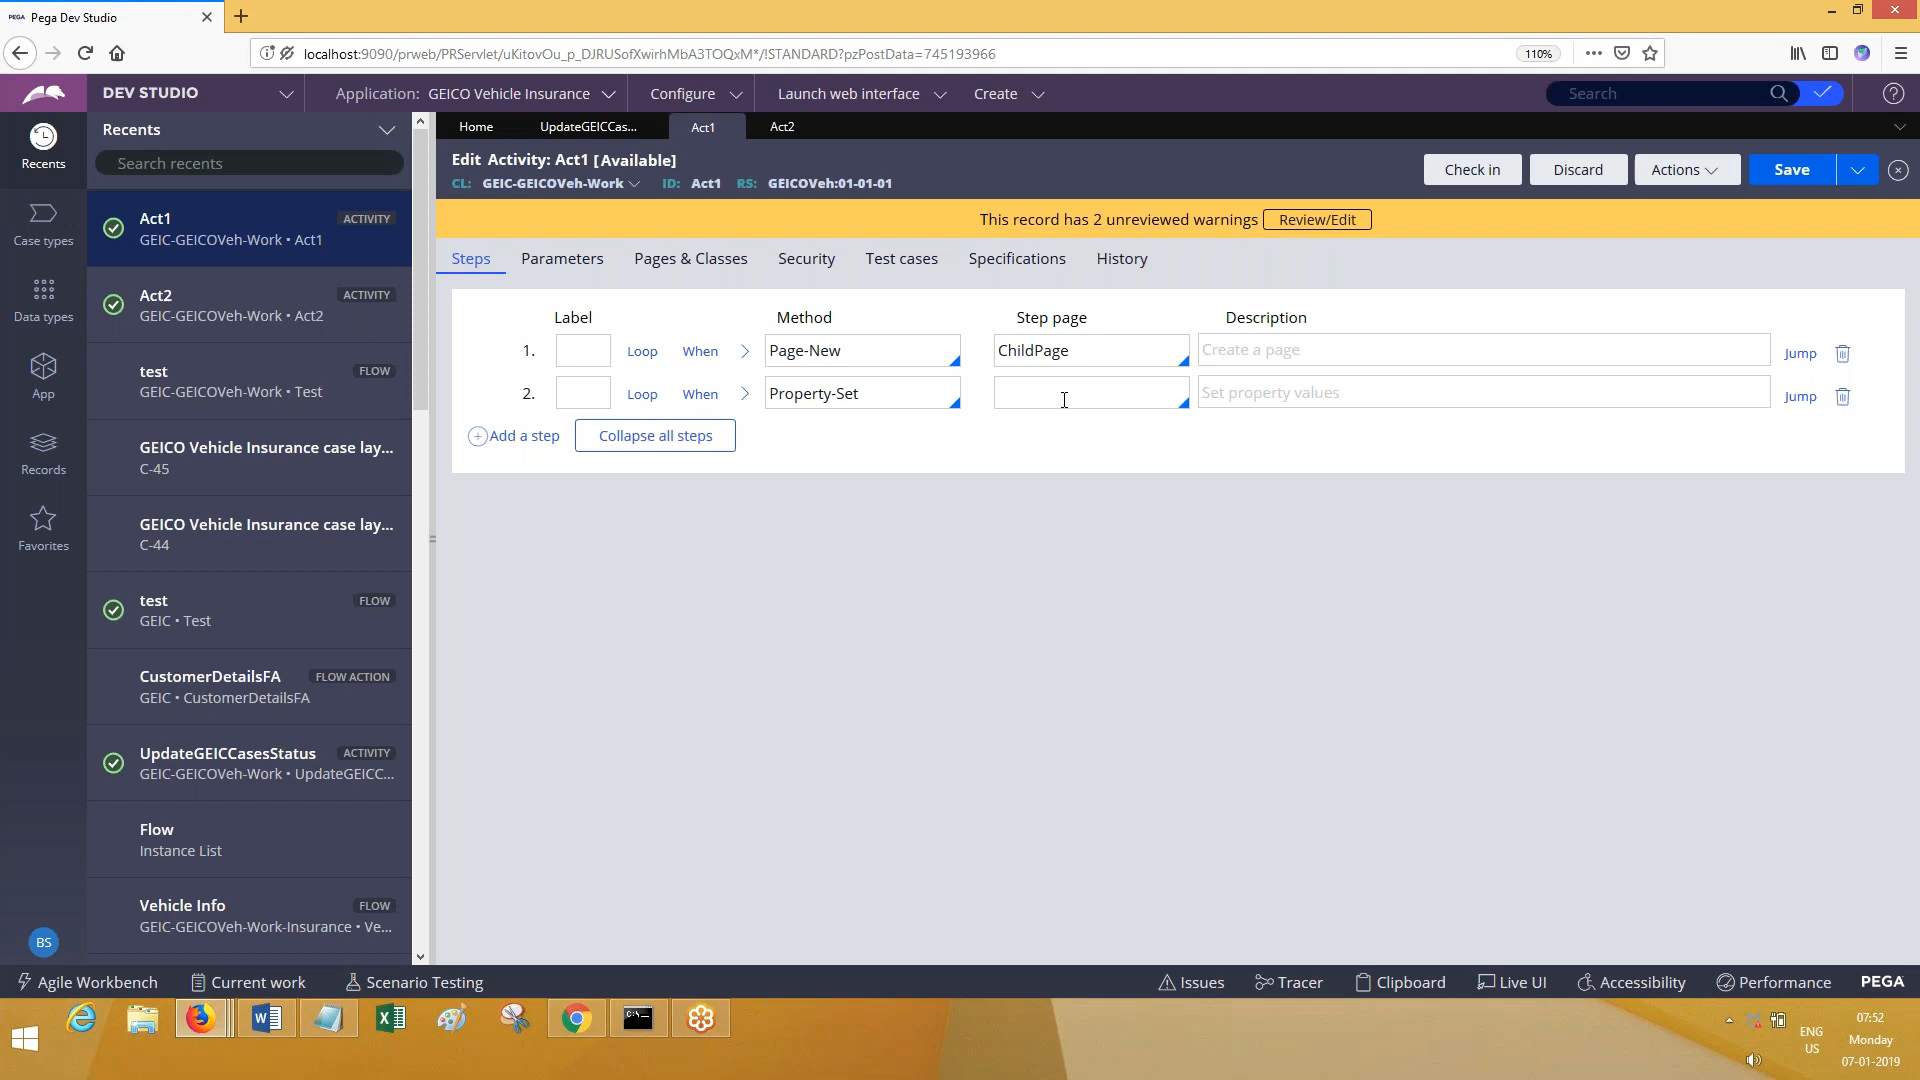 PEGA Pega Dev Studio
localhost:9090/prweb/PRServlet/uKitovOu_p_DJRUSofXwirhMbA3TOQxM*/!STANDARD?pzPostData=745193966
110%
DEV STUDIO
Application: GEICO Vehicle Insurance
Configure
Launch web interface
Create
Search
Recents
Case types
Data types
App
Records
Favorites
BS
Recents
Search recents
Act1 ACTIVITY
GEIC-GEICOVeh-Work • Act1
Act2 ACTIVITY
GEIC-GEICOVeh-Work • Act2
test FLOW
GEIC-GEICOVeh-Work • Test
GEICO Vehicle Insurance case lay...
C-45
GEICO Vehicle Insurance case lay...
C-44
test FLOW
GEIC • Test
CustomerDetailsFA FLOW ACTION
GEIC • CustomerDetailsFA
UpdateGEICCasesStatus ACTIVITY
GEIC-GEICOVeh-Work • UpdateGEICC...
Flow
Instance List
Vehicle Info FLOW
GEIC-GEICOVeh-Work-Insurance • Ve...
Home UpdateGEICCas... Act1 Act2
Edit Activity: Act1 [Available]
CL: GEIC-GEICOVeh-Work ID: Act1 RS: GEICOVeh:01-01-01
Check in Discard Actions Save
This record has 2 unreviewed warnings Review/Edit
Steps Parameters Pages & Classes Security Test cases Specifications History
Label Method Step page Description
1. Loop When Page-New ChildPage Create a page Jump
2. Loop When Property-Set Set property values Jump
Add a step Collapse all steps
Agile Workbench Current work Scenario Testing Issues Tracer Clipboard Live UI Accessibility Performance PEGA
ENG
US
07:52
Monday
07-01-2019